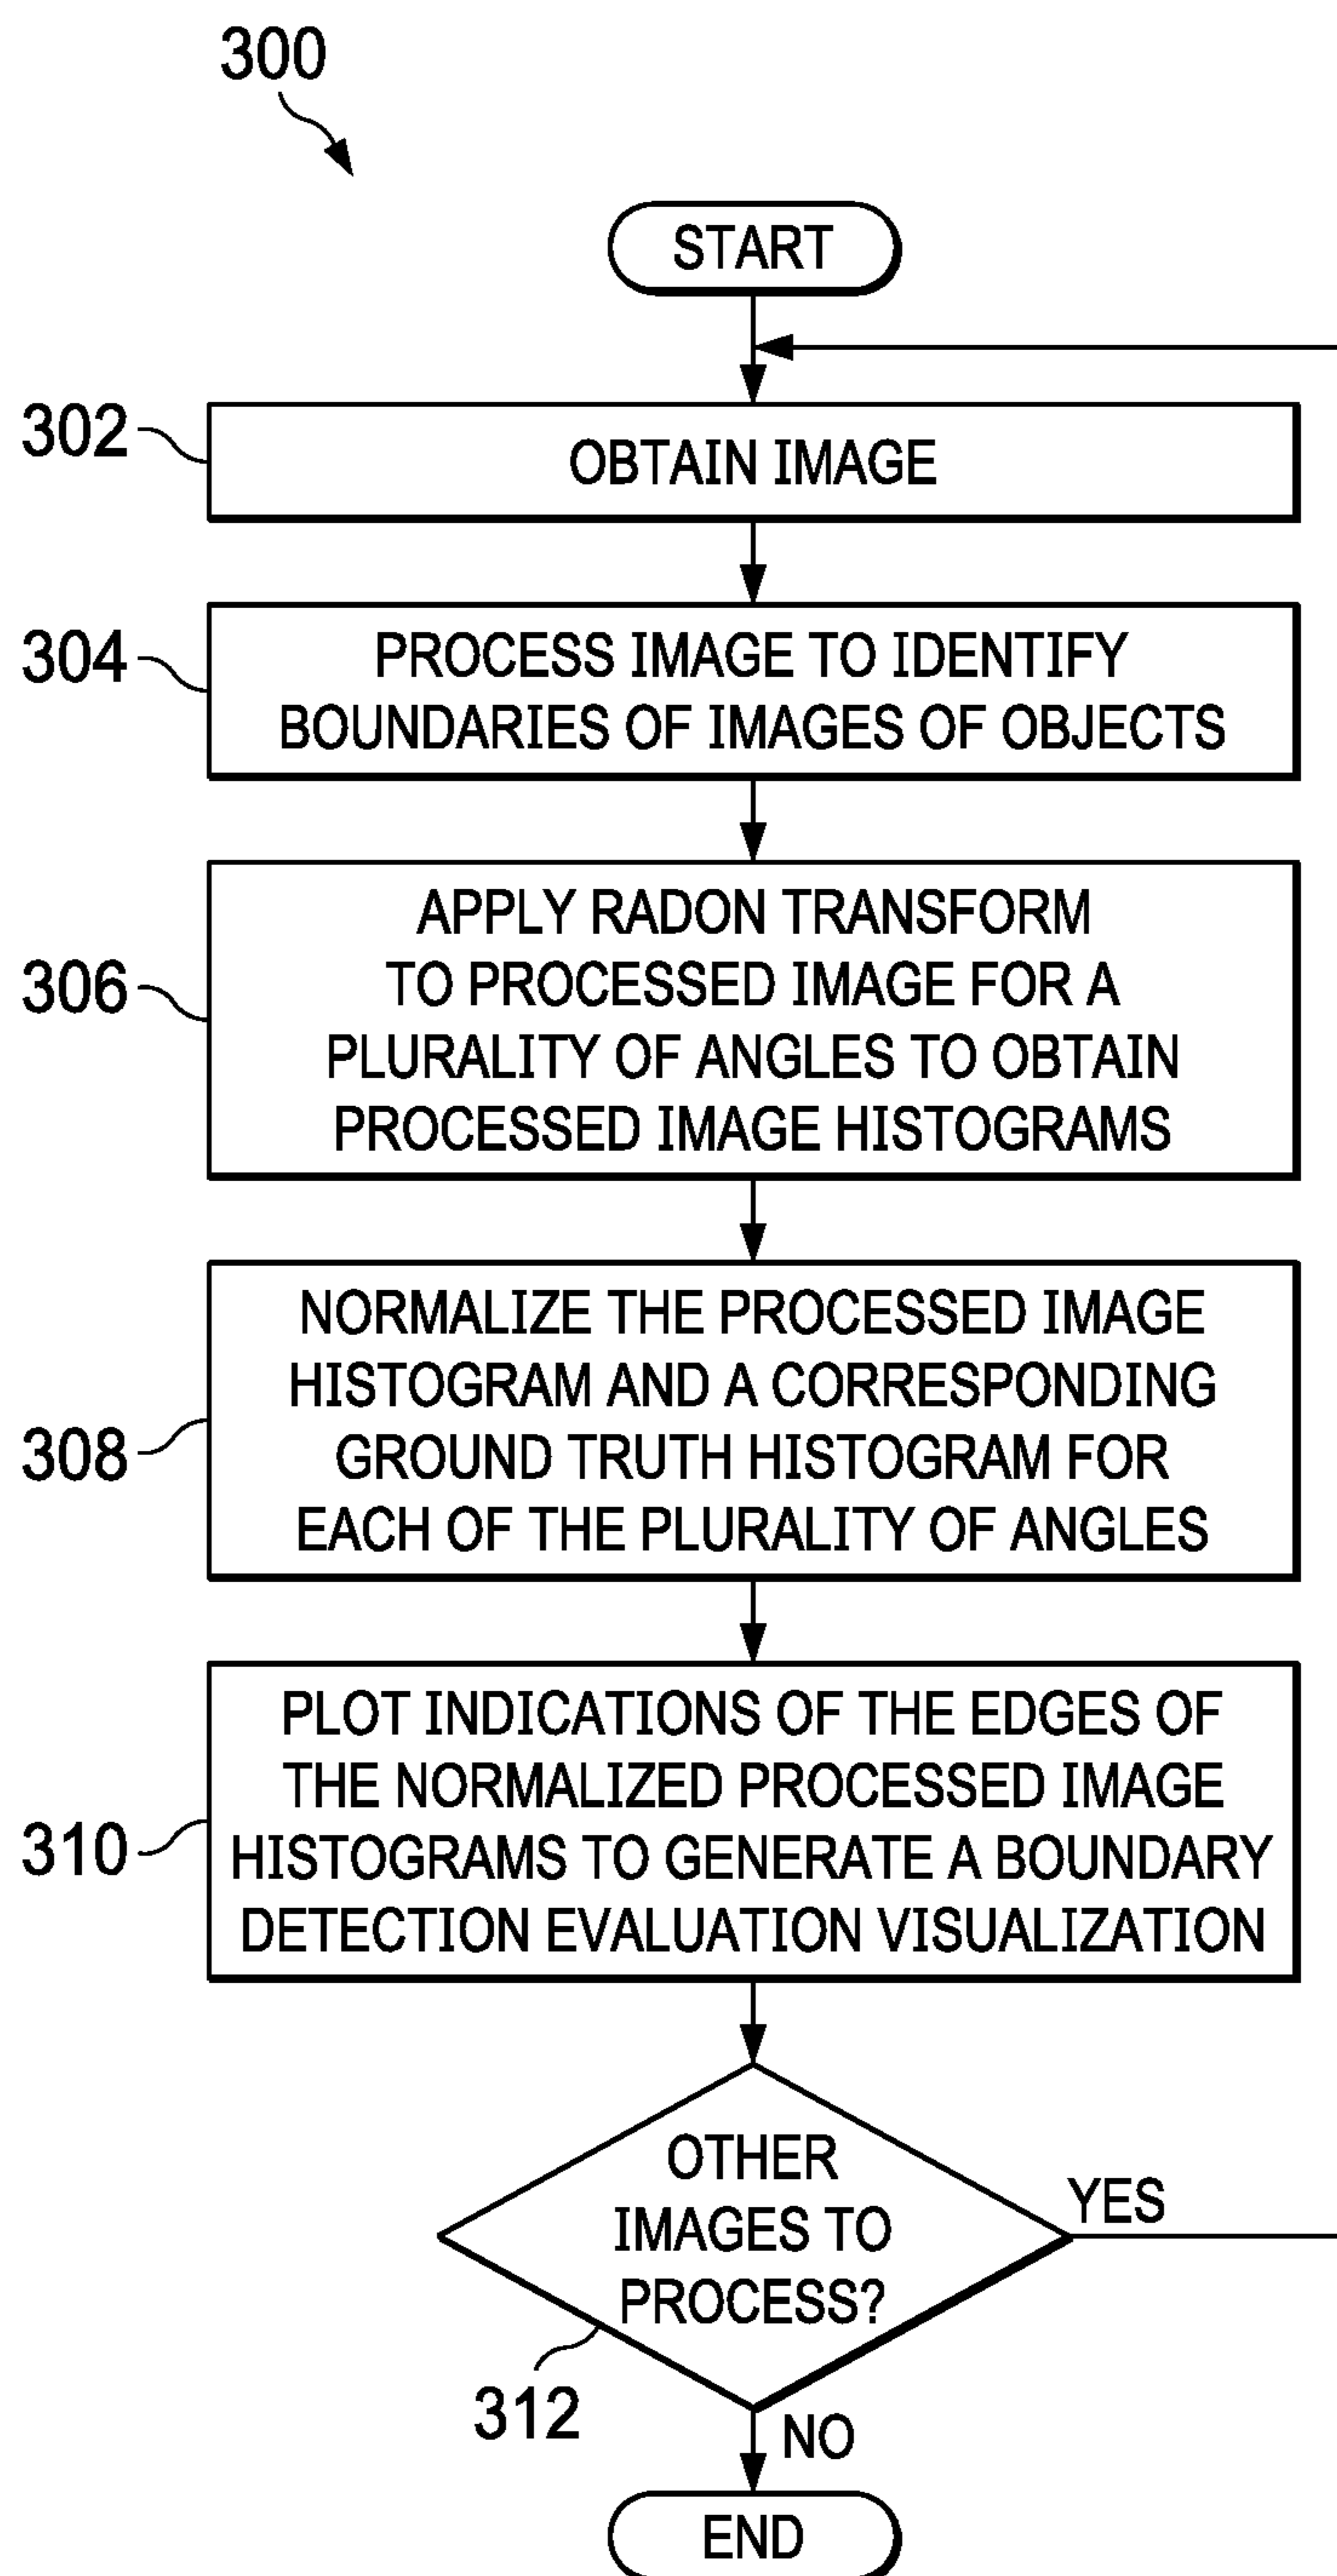 300
START
302
OBTAIN IMAGE
304
PROCESS IMAGE TO IDENTIFY
BOUNDARIES OF IMAGES OF OBJECTS
306
APPLY RADON TRANSFORM
TO PROCESSED IMAGE FOR A
PLURALITY OF ANGLES TO OBTAIN
PROCESSED IMAGE HISTOGRAMS
308
NORMALIZE THE PROCESSED IMAGE
HISTOGRAM AND A CORRESPONDING
GROUND TRUTH HISTOGRAM FOR
EACH OF THE PLURALITY OF ANGLES
310
PLOT INDICATIONS OF THE EDGES OF
THE NORMALIZED PROCESSED IMAGE
HISTOGRAMS TO GENERATE A BOUNDARY
DETECTION EVALUATION VISUALIZATION
OTHER
IMAGES TO
PROCESS?
YES
312
NO
END